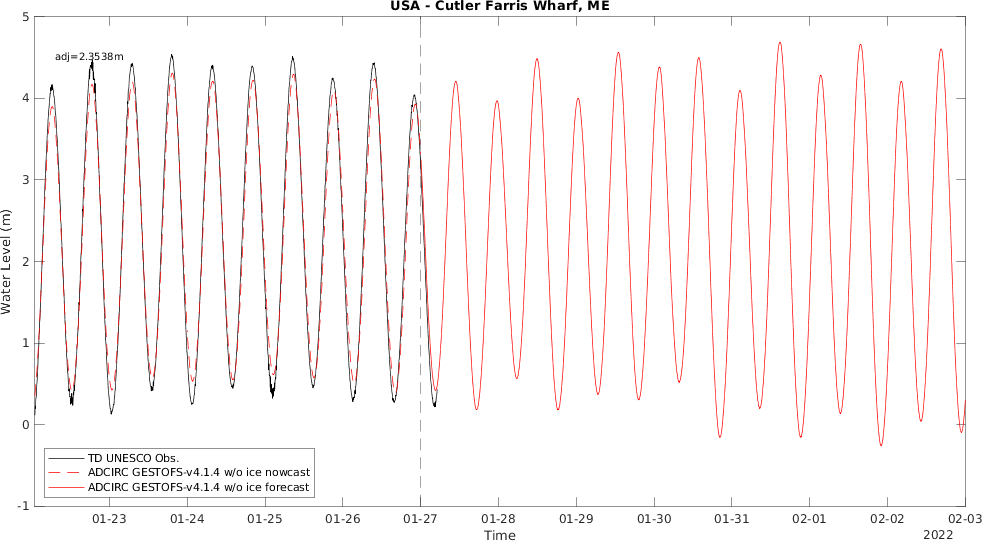 USA - Cutler Farris Wharf, ME
adj=2.3538m
5
4
3
2
1
0
-1
Water Level (m)
TD UNESCO Obs.
ADCIRC GESTOFS-v4.1.4 w/o ice nowcast
ADCIRC GESTOFS-v4.1.4 w/o ice forecast
01-23 01-24 01-25 01-26 01-27 01-28 01-29 01-30 01-31 02-01 02-02 02-03
Time
2022